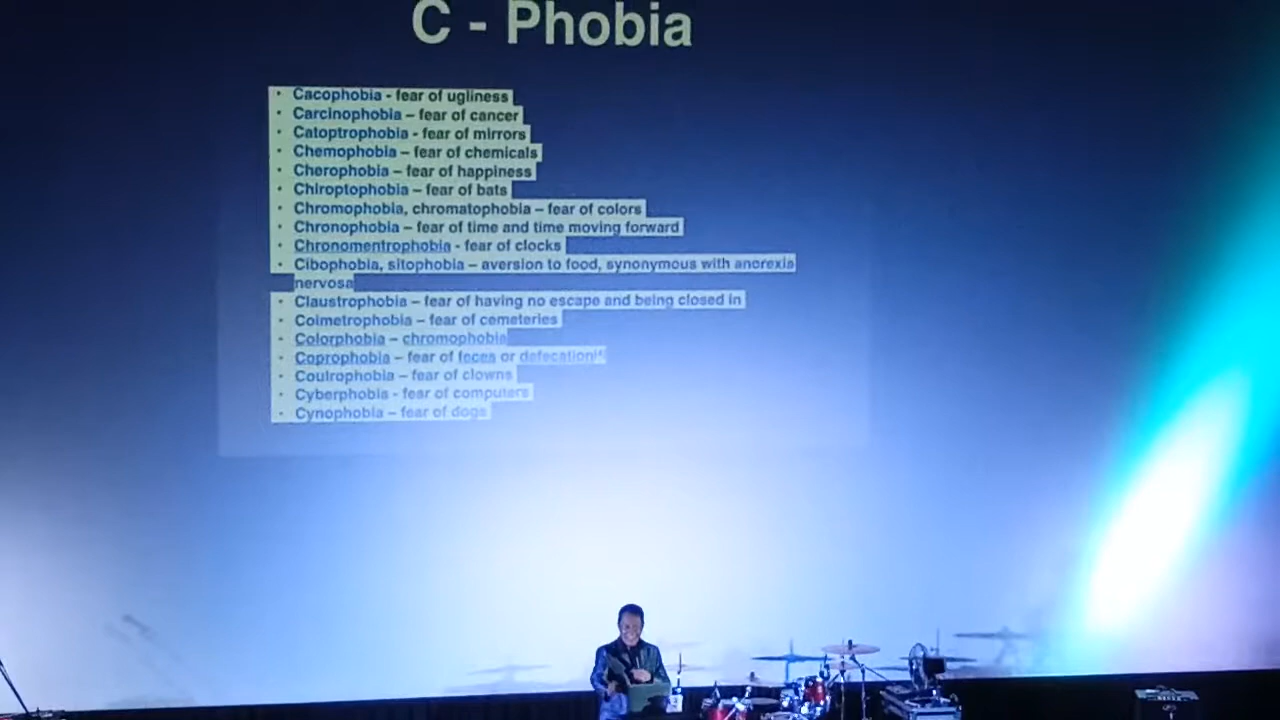 C - Phobia
• Cacophobia - fear of ugliness
• Carcinophobia – fear of cancer
• Catoptrophobia - fear of mirrors
• Chemophobia – fear of chemicals
• Cherophobia – fear of happiness
• Chiroptophobia – fear of bats
• Chromophobia, chromatophobia – fear of colors
• Chronophobia – fear of time and time moving forward
• Chronomentrophobia - fear of clocks
• Cibophobia, sitophobia – aversion to food, synonymous with anorexia
nervosa
• Claustrophobia – fear of having no escape and being closed in
• Coimetrophobia – fear of cemeteries
• Colorphobia – chromophobia
• Coprophobia – fear of feces or defecation
• Coulrophobia – fear of clowns
• Cyberphobia - fear of computers
• Cynophobia – fear of dogs